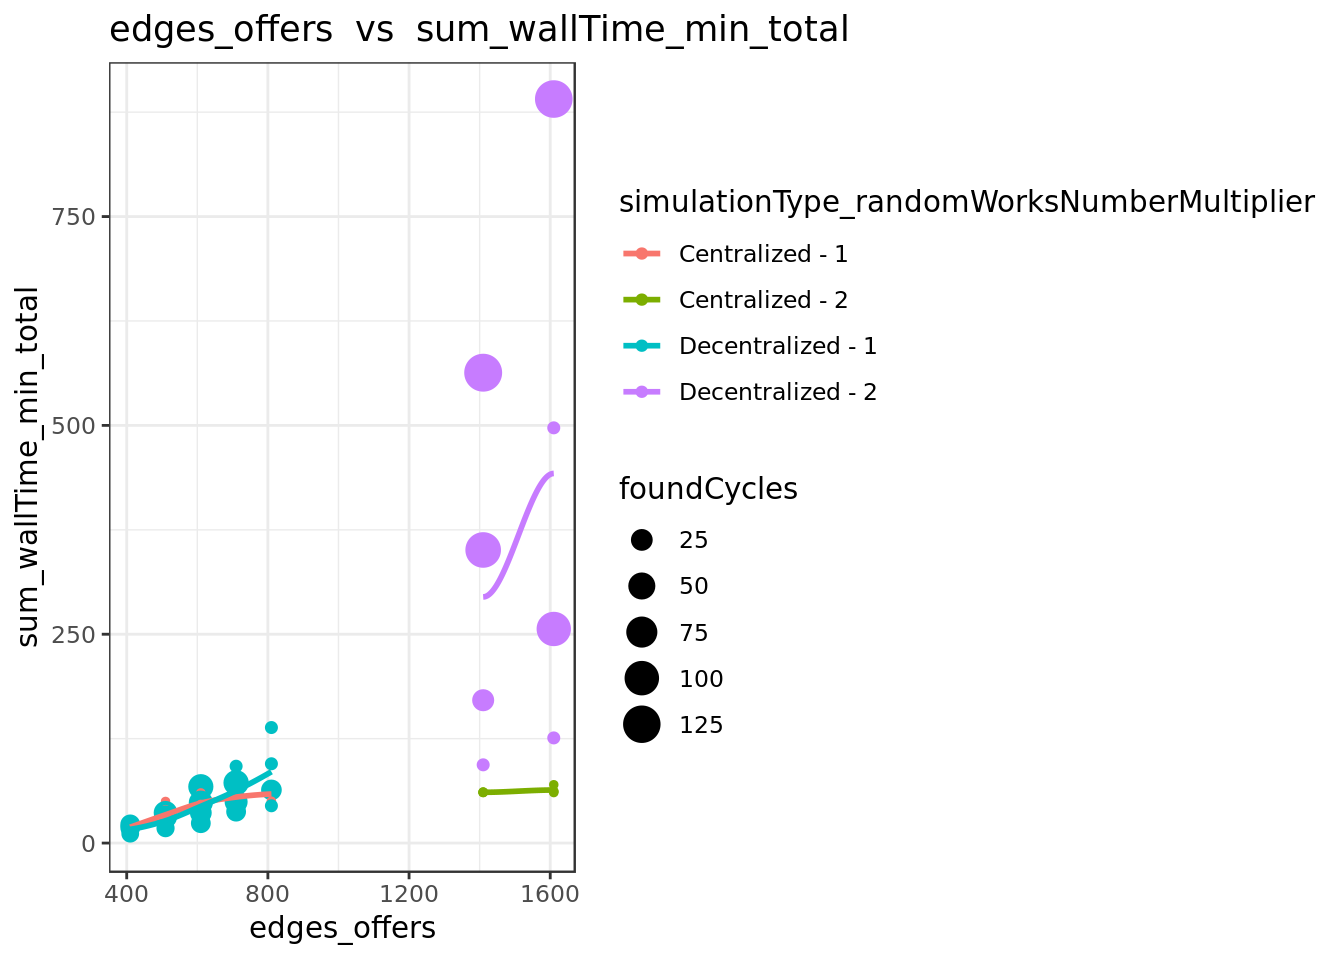 edges_offers vs sum_wallTime_min_total
sum_wallTime_min_total
750
500
250
0
400 800 1200 1600
edges_offers
simulationType_randomWorksNumberMultiplier
Centralized - 1
Centralized - 2
Decentralized - 1
Decentralized - 2
foundCycles
25
50
75
100
125